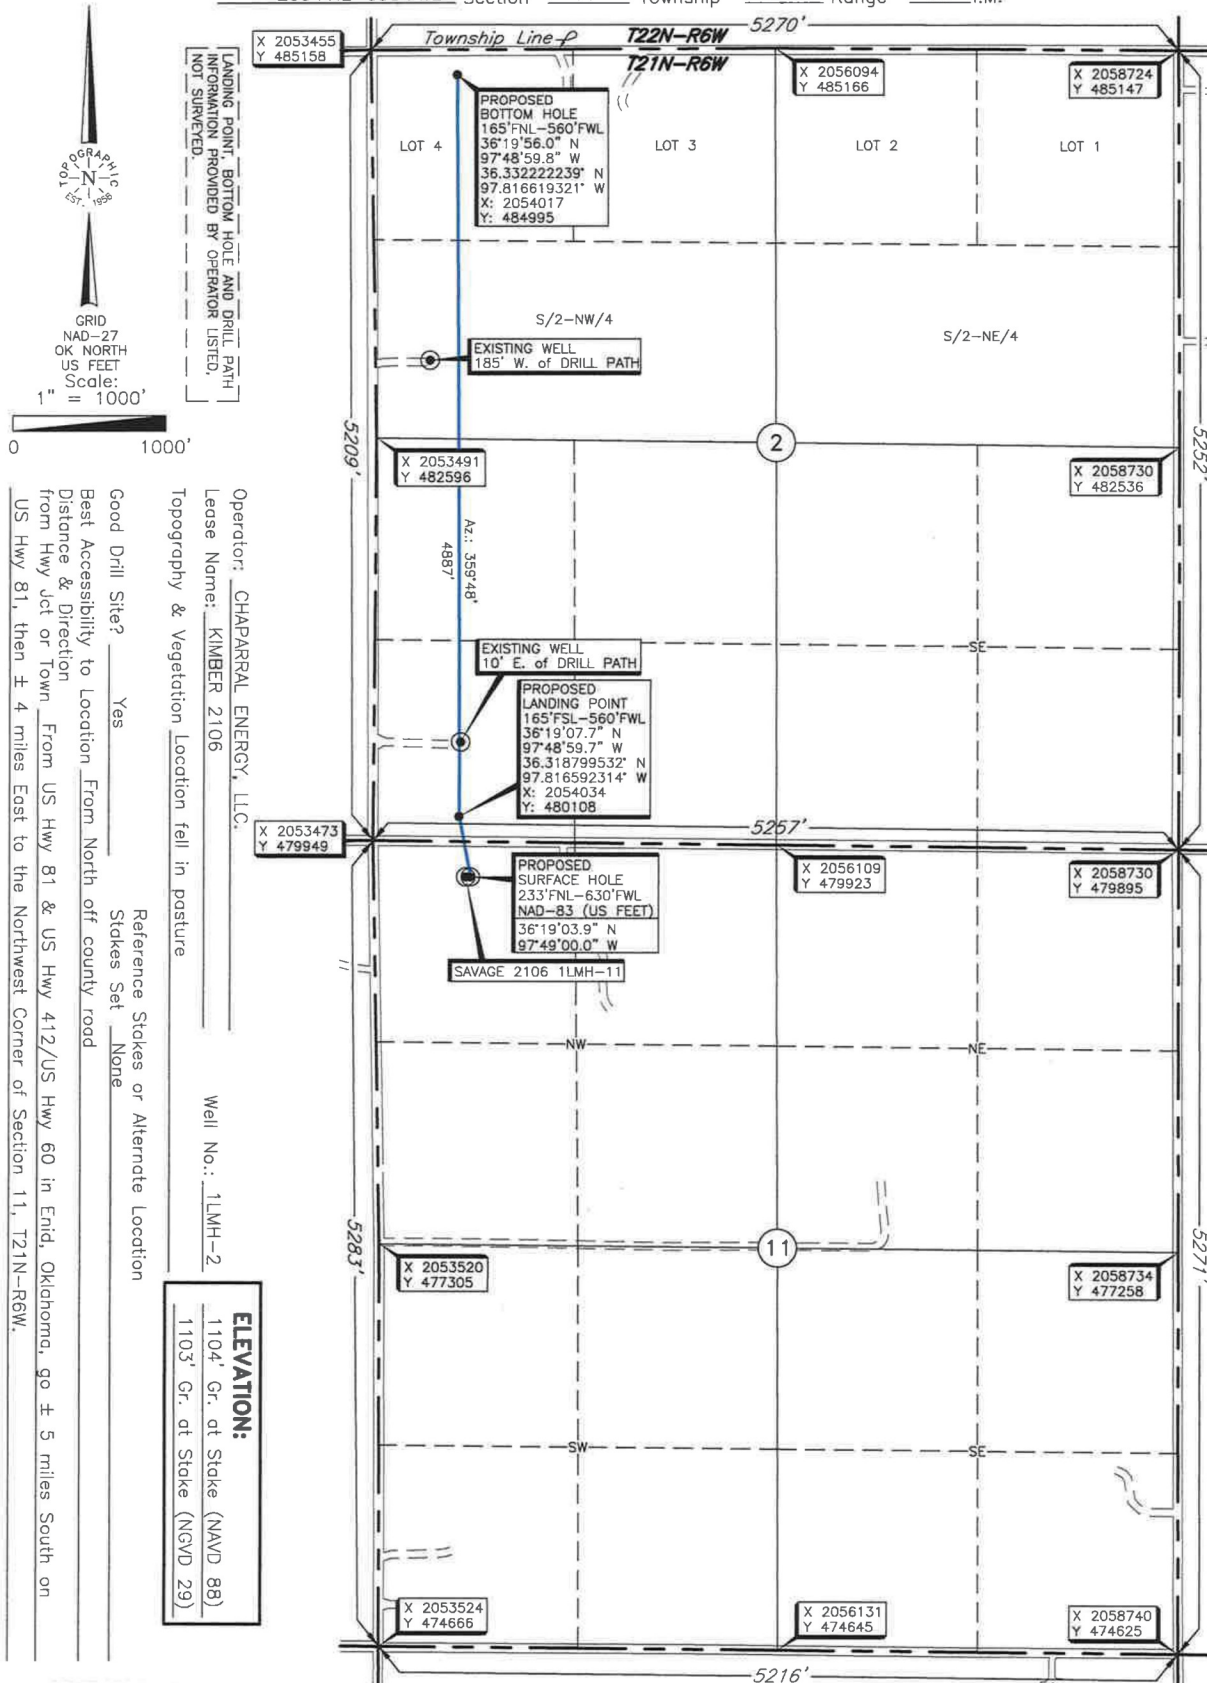 5270'
Township Line
T22N-R6W
T21N-R6W
X 2053455
Y 485158
X 2056094
Y 485166
X 2058724
Y 485147
LANDING POINT, BOTTOM HOLE AND DRILL PATH
INFORMATION PROVIDED BY OPERATOR LISTED,
NOT SURVEYED.
TOPOGRAPHIC
N
EST. 1958
GRID
NAD-27
OK NORTH
US FEET
Scale:
1" = 1000'
0 1000'
PROPOSED
BOTTOM HOLE
165'FNL-560'FWL
36°19'56.0" N
97°48'59.8" W
36.332222239° N
97.816619321° W
X: 2054017
Y: 484995
LOT 4
LOT 3
LOT 2
LOT 1
S/2-NW/4
S/2-NE/4
EXISTING WELL
185' W. of DRILL PATH
5209'
5252'
2
X 2053491
Y 482596
X 2058730
Y 482536
Az.: 359°48'
4887'
EXISTING WELL
10' E. of DRILL PATH
SE
PROPOSED
LANDING POINT
165'FSL-560'FWL
36°19'07.7" N
97°48'59.7" W
36.318799532° N
97.816592314° W
X: 2054034
Y: 480108
X 2053473
Y 479949
5257'
X 2056109
Y 479923
X 2058730
Y 479895
PROPOSED
SURFACE HOLE
233'FNL-630'FWL
NAD-83 (US FEET)
36°19'03.9" N
97°49'00.0" W
SAVAGE 2106 1LMH-11
NW
NE
5283'
5271'
11
X 2053520
Y 477305
X 2058734
Y 477258
SW
SE
X 2053524
Y 474666
X 2056131
Y 474645
X 2058740
Y 474625
5216'
Operator: CHAPARRAL ENERGY, LLC.
Lease Name: KIMBER 2106 Well No.: 1LMH-2
Topography & Vegetation Location fell in pasture
Reference Stakes or Alternate Location
Good Drill Site? Yes Stakes Set None
Best Accessibility to Location From North off county road
Distance & Direction
from Hwy Jct or Town From US Hwy 81 & US Hwy 412/US Hwy 60 in Enid, Oklahoma, go ± 5 miles South on
US Hwy 81, then ± 4 miles East to the Northwest Corner of Section 11, T21N-R6W.
ELEVATION:
1104' Gr. at Stake (NAVD 88)
1103' Gr. at Stake (NGVD 29)